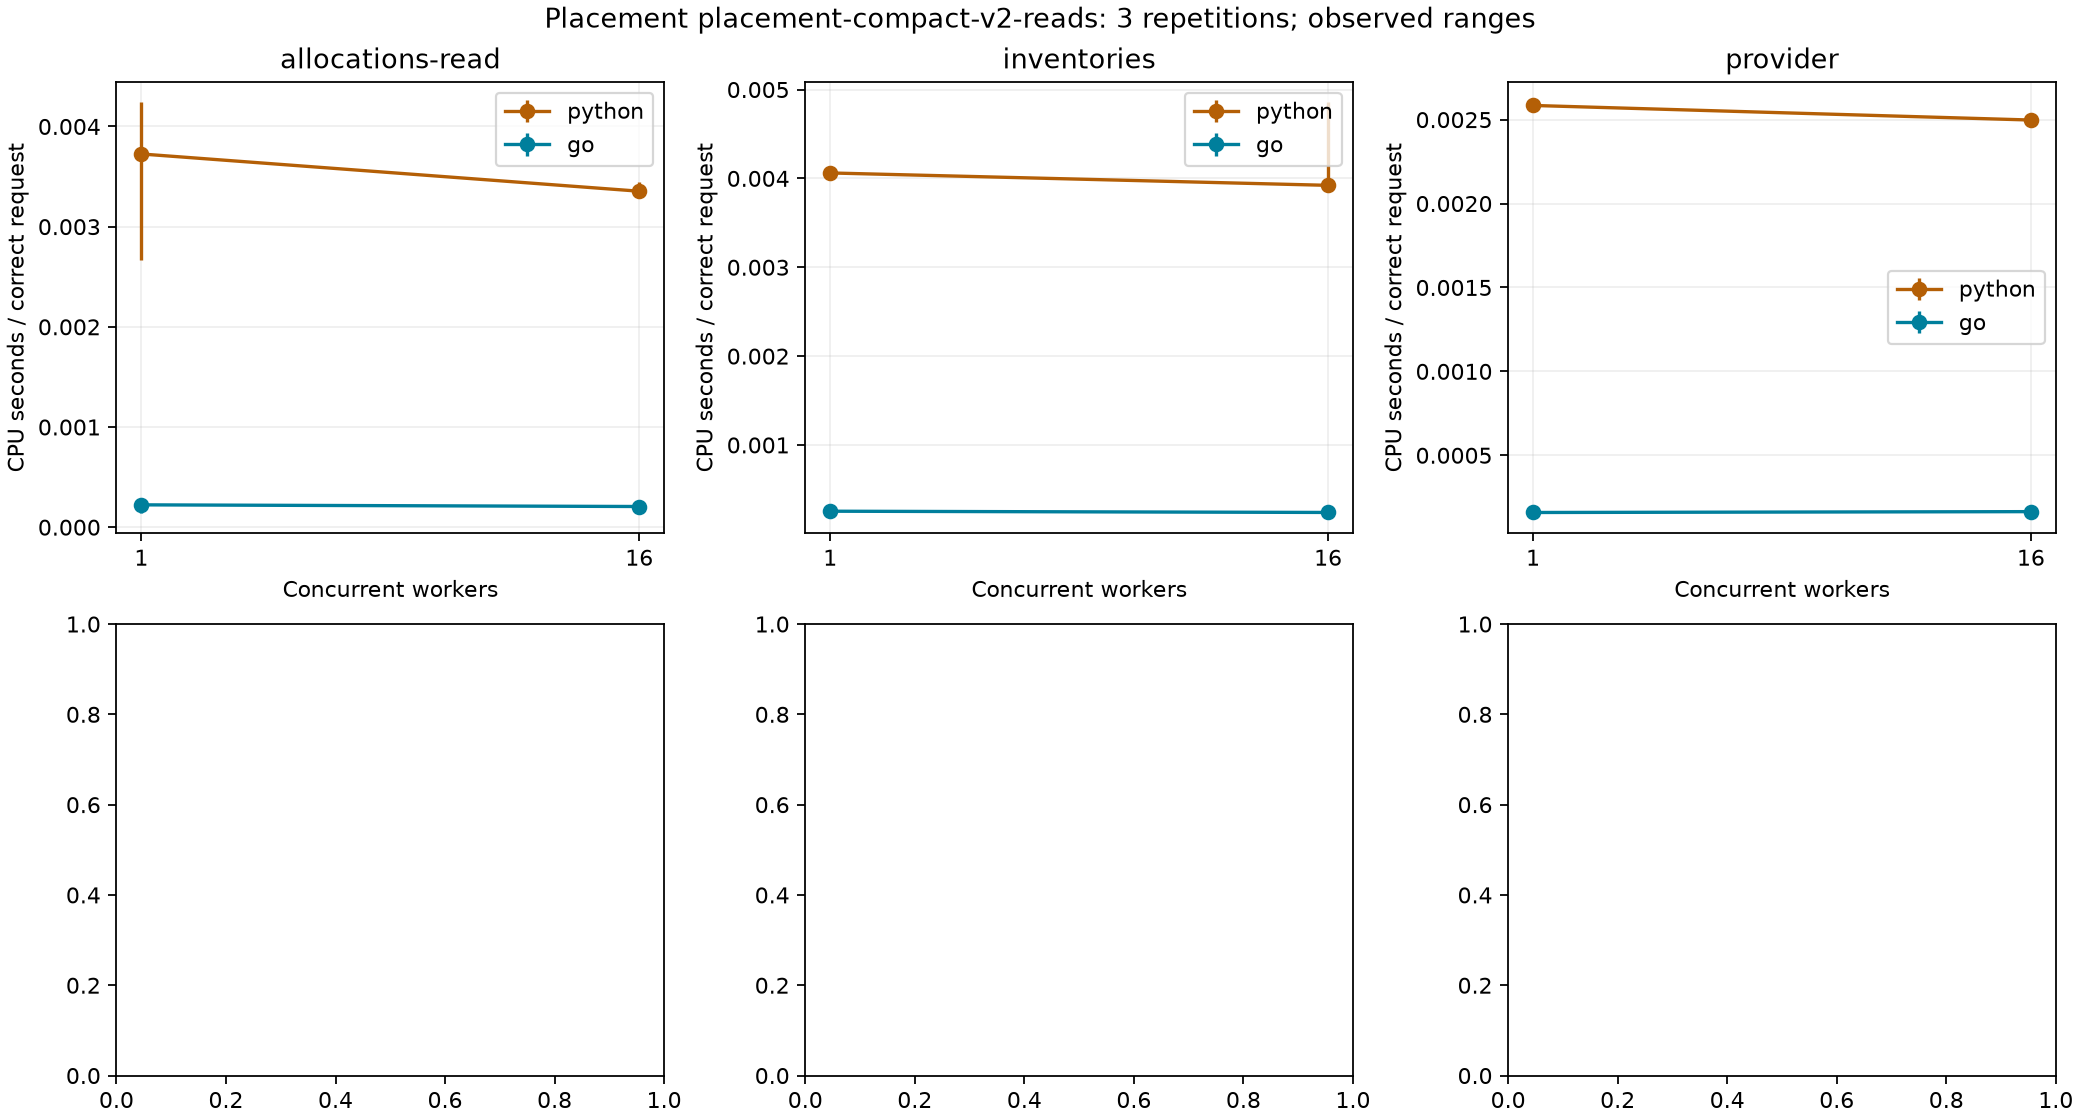 Placement placement-compact-v2-reads: 3 repetitions; observed ranges
allocations-read
CPU seconds / correct request
0.004
0.003
0.002
0.001
0.000
python
go
1
16
Concurrent workers
inventories
CPU seconds / correct request
0.005
0.004
0.003
0.002
0.001
python
go
1
16
Concurrent workers
provider
CPU seconds / correct request
0.0025
0.0020
0.0015
0.0010
0.0005
python
go
1
16
Concurrent workers
1.0
0.8
0.6
0.4
0.2
0.0
0.0 0.2 0.4 0.6 0.8 1.0
1.0
0.8
0.6
0.4
0.2
0.0
0.0 0.2 0.4 0.6 0.8 1.0
1.0
0.8
0.6
0.4
0.2
0.0
0.0 0.2 0.4 0.6 0.8 1.0